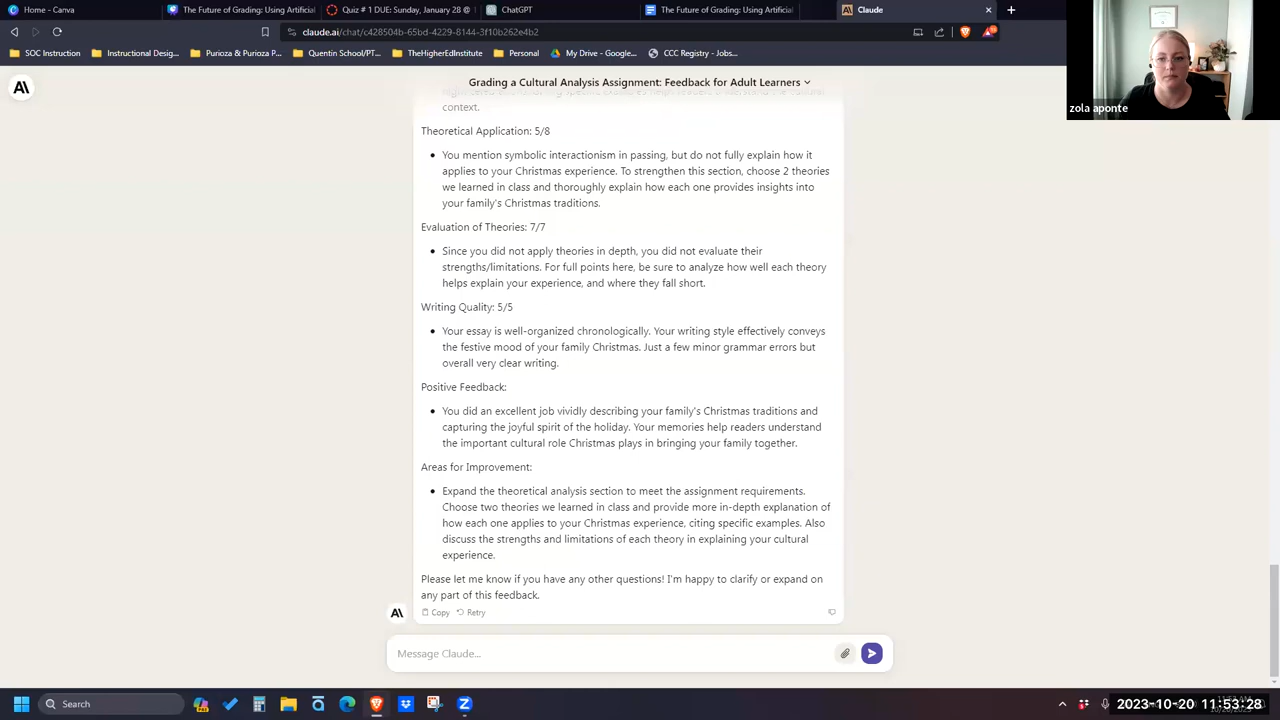 Home - Canva
The Future of Grading: Using Artificial
Quiz # 1 DUE: Sunday, January 28 @
ChatGPT
The Future of Grading: Using Artificial
Claude
claude.ai/chat/c428504b-65bd-4229-8144-3f10b262e4b2
SOC Instruction
Instructional Design...
Purioza & Purioza P...
Quentin School/PT...
TheHigherEdInstitute
Personal
My Drive - Google...
CCC Registry - Docu...
Grading a Cultural Analysis Assignment: Feedback for Adult Learners
zola aponte
context.
Theoretical Application: 5/8
• You mention symbolic interactionism in passing, but do not fully explain how it
applies to your Christmas experience. To strengthen this section, choose 2 theories
we learned in class and thoroughly explain how each one provides insights into
your family's Christmas traditions.
Evaluation of Theories: 7/7
• Since you did not apply theories in depth, you did not evaluate their
strengths/limitations. For full points here, be sure to analyze how well each theory
helps explain your experience, and where they fall short.
Writing Quality: 5/5
• Your essay is well-organized chronologically. Your writing style effectively conveys
the festive mood of your family Christmas. Just a few minor grammar errors but
overall very clear writing.
Positive Feedback:
• You did an excellent job vividly describing your family's Christmas traditions and
capturing the joyful spirit of the holiday. Your memories help readers understand
the important cultural role Christmas plays in bringing your family together.
Areas for Improvement:
• Expand the theoretical analysis section to meet the assignment requirements.
Choose two theories we learned in class and provide more in-depth explanation of
how each one applies to your Christmas experience, citing specific examples. Also
discuss the strengths and limitations of each theory in explaining your cultural
experience.
Please let me know if you have any other questions! I'm happy to clarify or expand on
any part of this feedback.
Copy Retry
Message Claude...
Search
2023-10-20 11:53:28